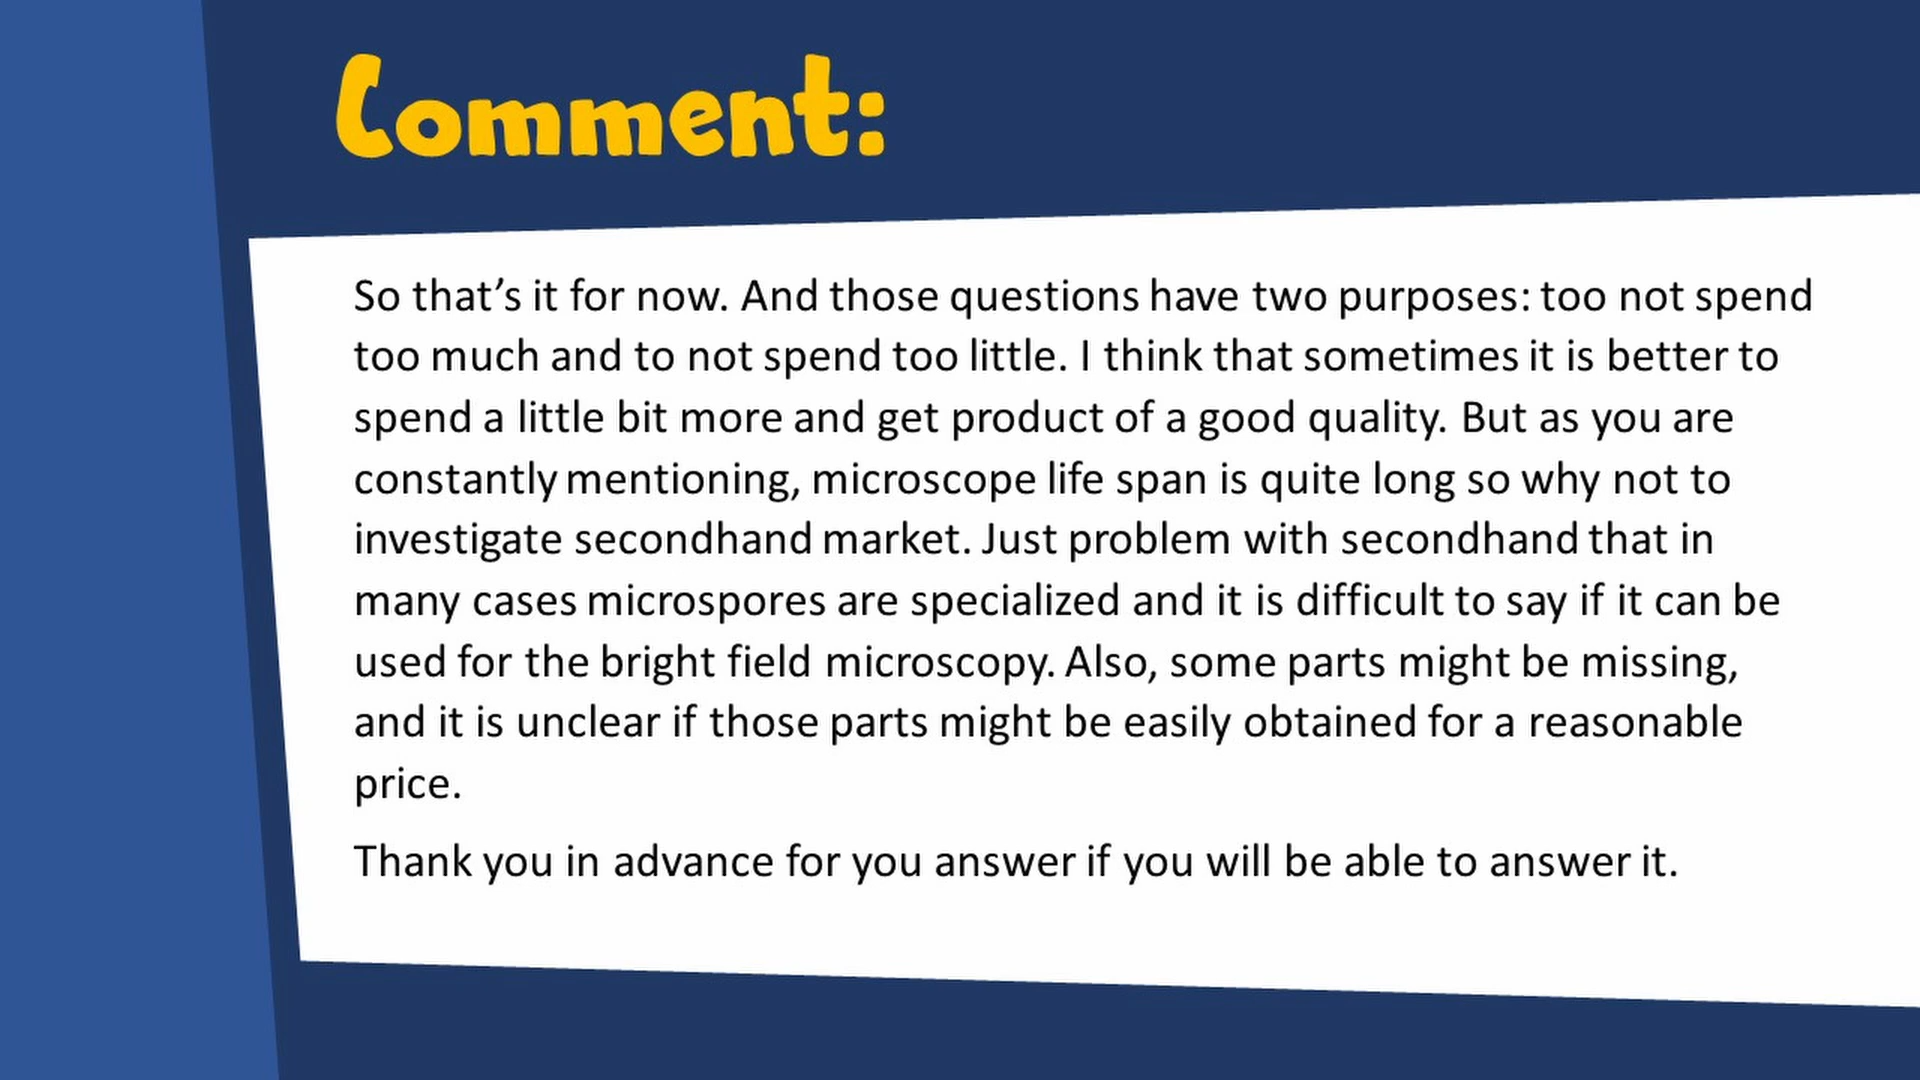 Comment:
So that’s it for now. And those questions have two purposes: too not spend
too much and to not spend too little. I think that sometimes it is better to
spend a little bit more and get product of a good quality. But as you are
constantly mentioning, microscope life span is quite long so why not to
investigate secondhand market. Just problem with secondhand that in
many cases microspores are specialized and it is difficult to say if it can be
used for the bright field microscopy. Also, some parts might be missing,
and it is unclear if those parts might be easily obtained for a reasonable
price.
Thank you in advance for you answer if you will be able to answer it.